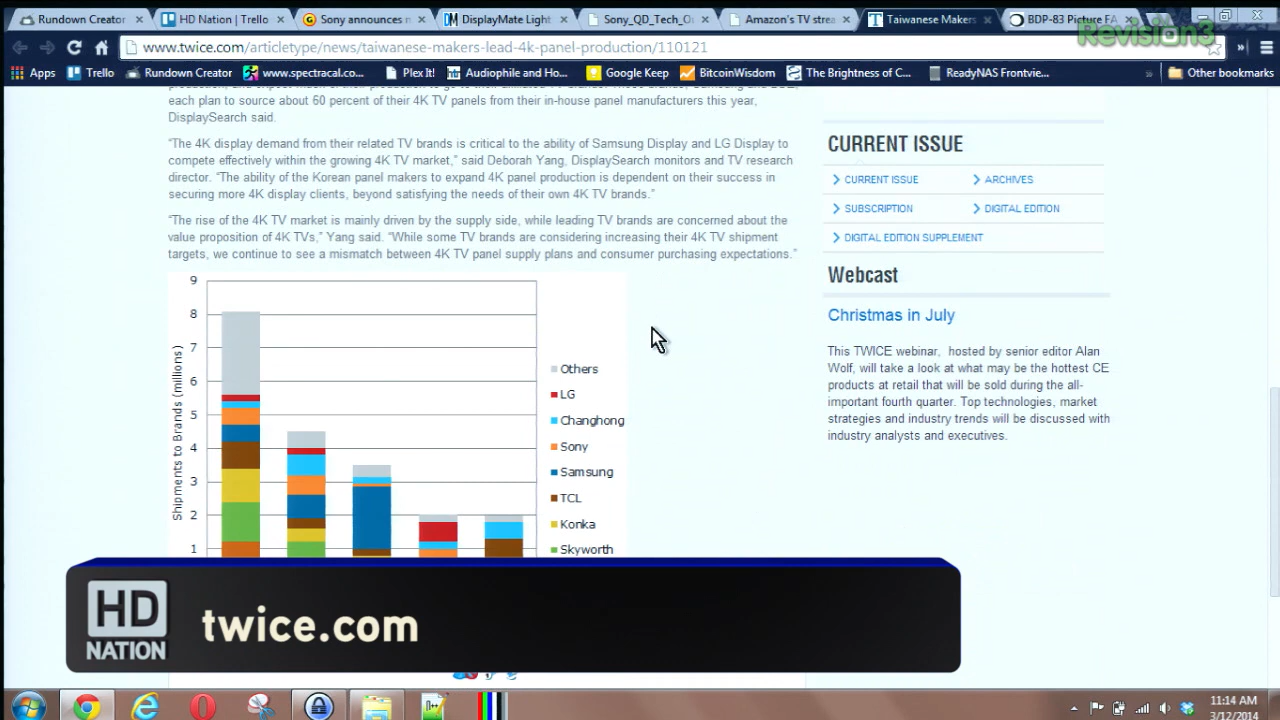 Rundown Creator
HD Nation | Trello
Sony announces n
DisplayMate Light
Sony_QD_Tech_O
Amazon's TV strea
Taiwanese Makers
BDP-83 Picture FA
Revision3
www.twice.com/articletype/news/taiwanese-makers-lead-4k-panel-production/110121
Apps
Trello
Rundown Creator
www.spectracal.co...
Plex It!
Audiophile and Ho...
Google Keep
BitcoinWisdom
The Brightness of C...
ReadyNAS Frontvie...
Other bookmarks
each plan to source about 60 percent of their 4K TV panels from their in-house panel manufacturers this year,
DisplaySearch said.
“The 4K display demand from their related TV brands is critical to the ability of Samsung Display and LG Display to
compete effectively within the growing 4K TV market,” said Deborah Yang, DisplaySearch monitors and TV research
director. “The ability of the Korean panel makers to expand 4K panel production is dependent on their success in
securing more 4K display clients, beyond satisfying the needs of their own 4K TV brands.”
“The rise of the 4K TV market is mainly driven by the supply side, while leading TV brands are concerned about the
value proposition of 4K TVs,” Yang said. “While some TV brands are considering increasing their 4K TV shipment
targets, we continue to see a mismatch between 4K TV panel supply plans and consumer purchasing expectations.”
Shipments to Brands (millions)
9
8
7
6
5
4
3
2
1
Others
LG
Changhong
Sony
Samsung
TCL
Konka
Skyworth
CURRENT ISSUE
CURRENT ISSUE
ARCHIVES
SUBSCRIPTION
DIGITAL EDITION
DIGITAL EDITION SUPPLEMENT
Webcast
Christmas in July
This TWICE webinar, hosted by senior editor Alan
Wolf, will take a look at what may be the hottest CE
products at retail that will be sold during the all-
important fourth quarter. Top technologies, market
strategies and industry trends will be discussed with
industry analysts and executives.
HD
NATION
twice.com
11:14 AM
3/12/2014